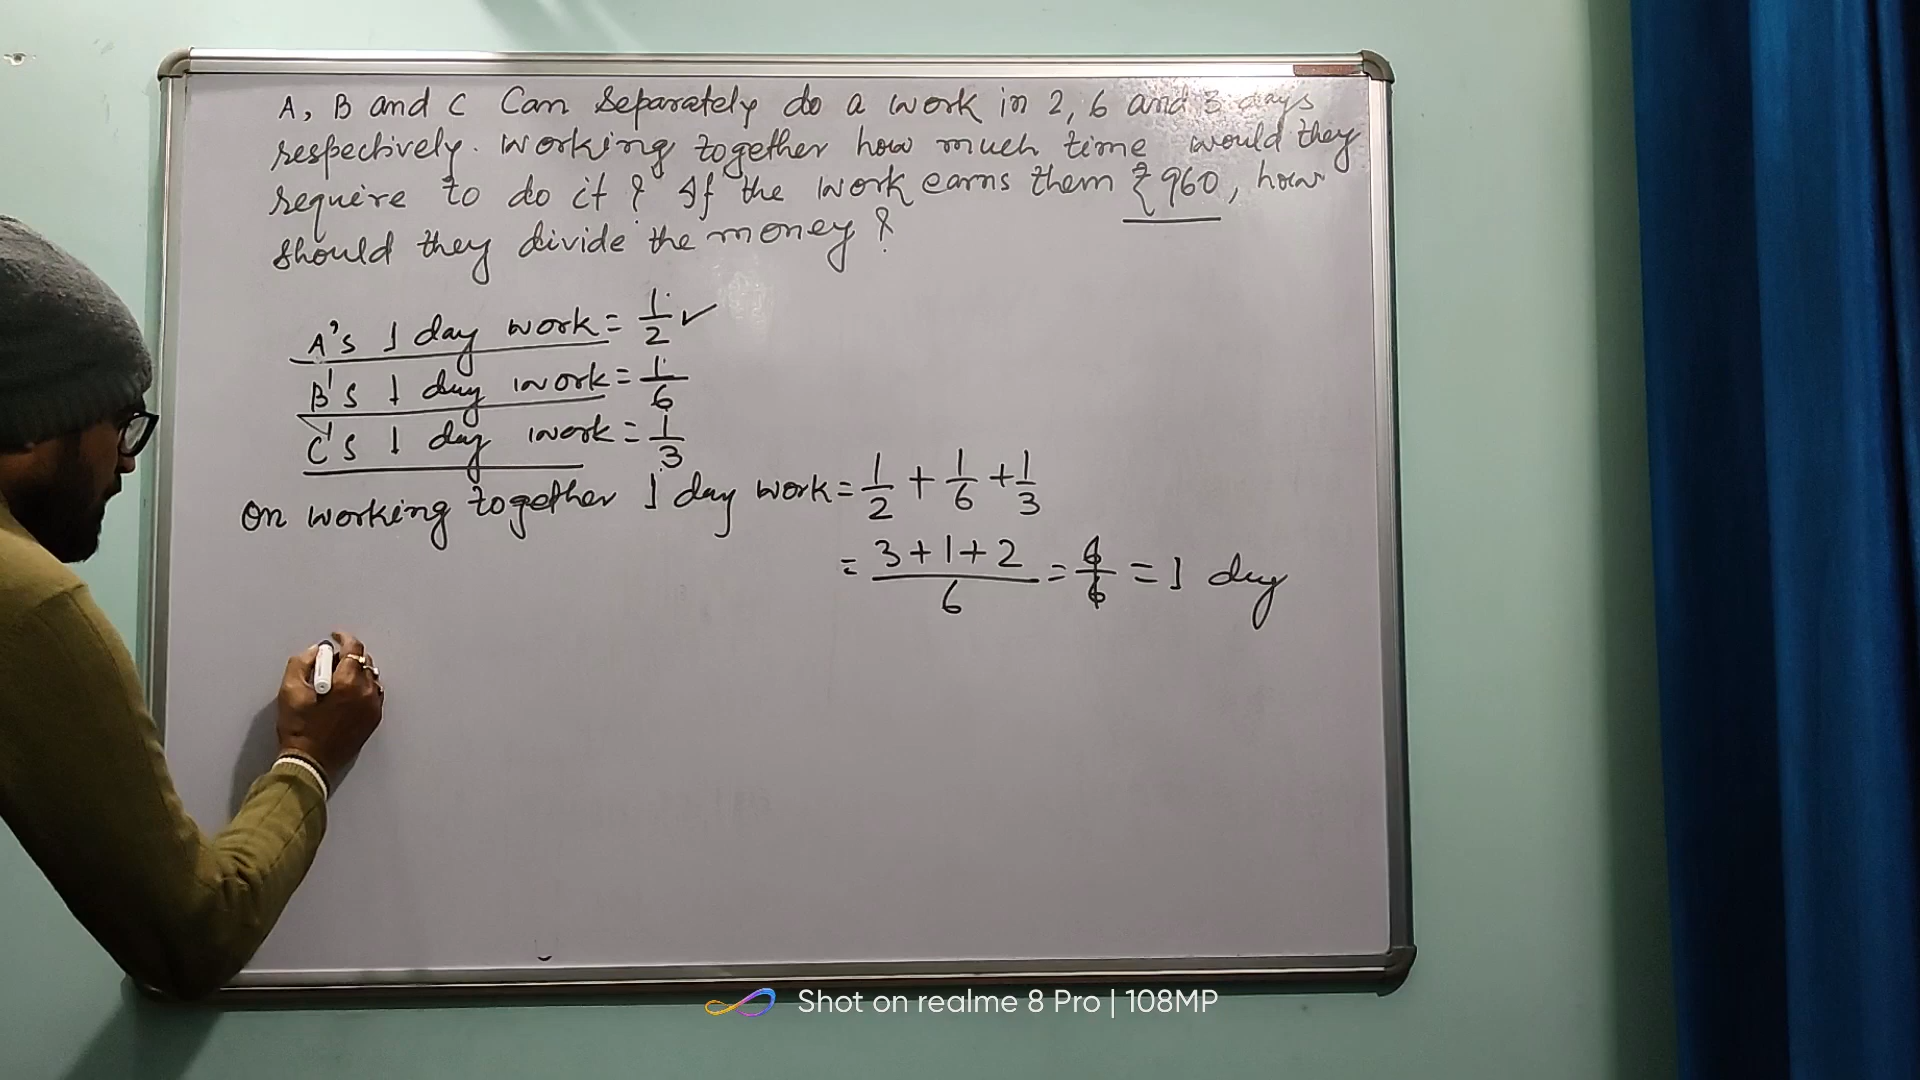 A, B and C Can Separately do a work in 2, 6 and 3 days
respectively. Working together how much time would they
require to do it ? If the work earns them ₹ 960, how
should they divide the money ?
A's 1 day work = 1/2 ✓
B's 1 day work = 1/6
C's 1 day work = 1/3
On working together 1 day work = 1/2 + 1/6 + 1/3
= 3+1+2/6 = 6/6 = 1 day
Shot on realme 8 Pro | 108MP